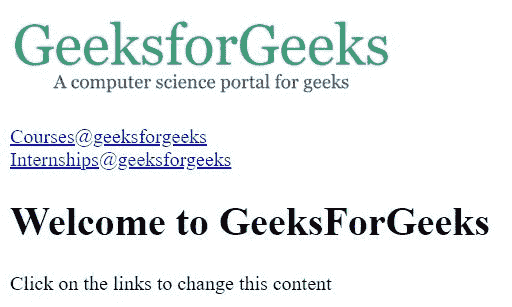 GeeksforGeeks
A computer science portal for geeks
Courses@geeksforgeeks
Internships@geeksforgeeks
Welcome to GeeksForGeeks
Click on the links to change this content